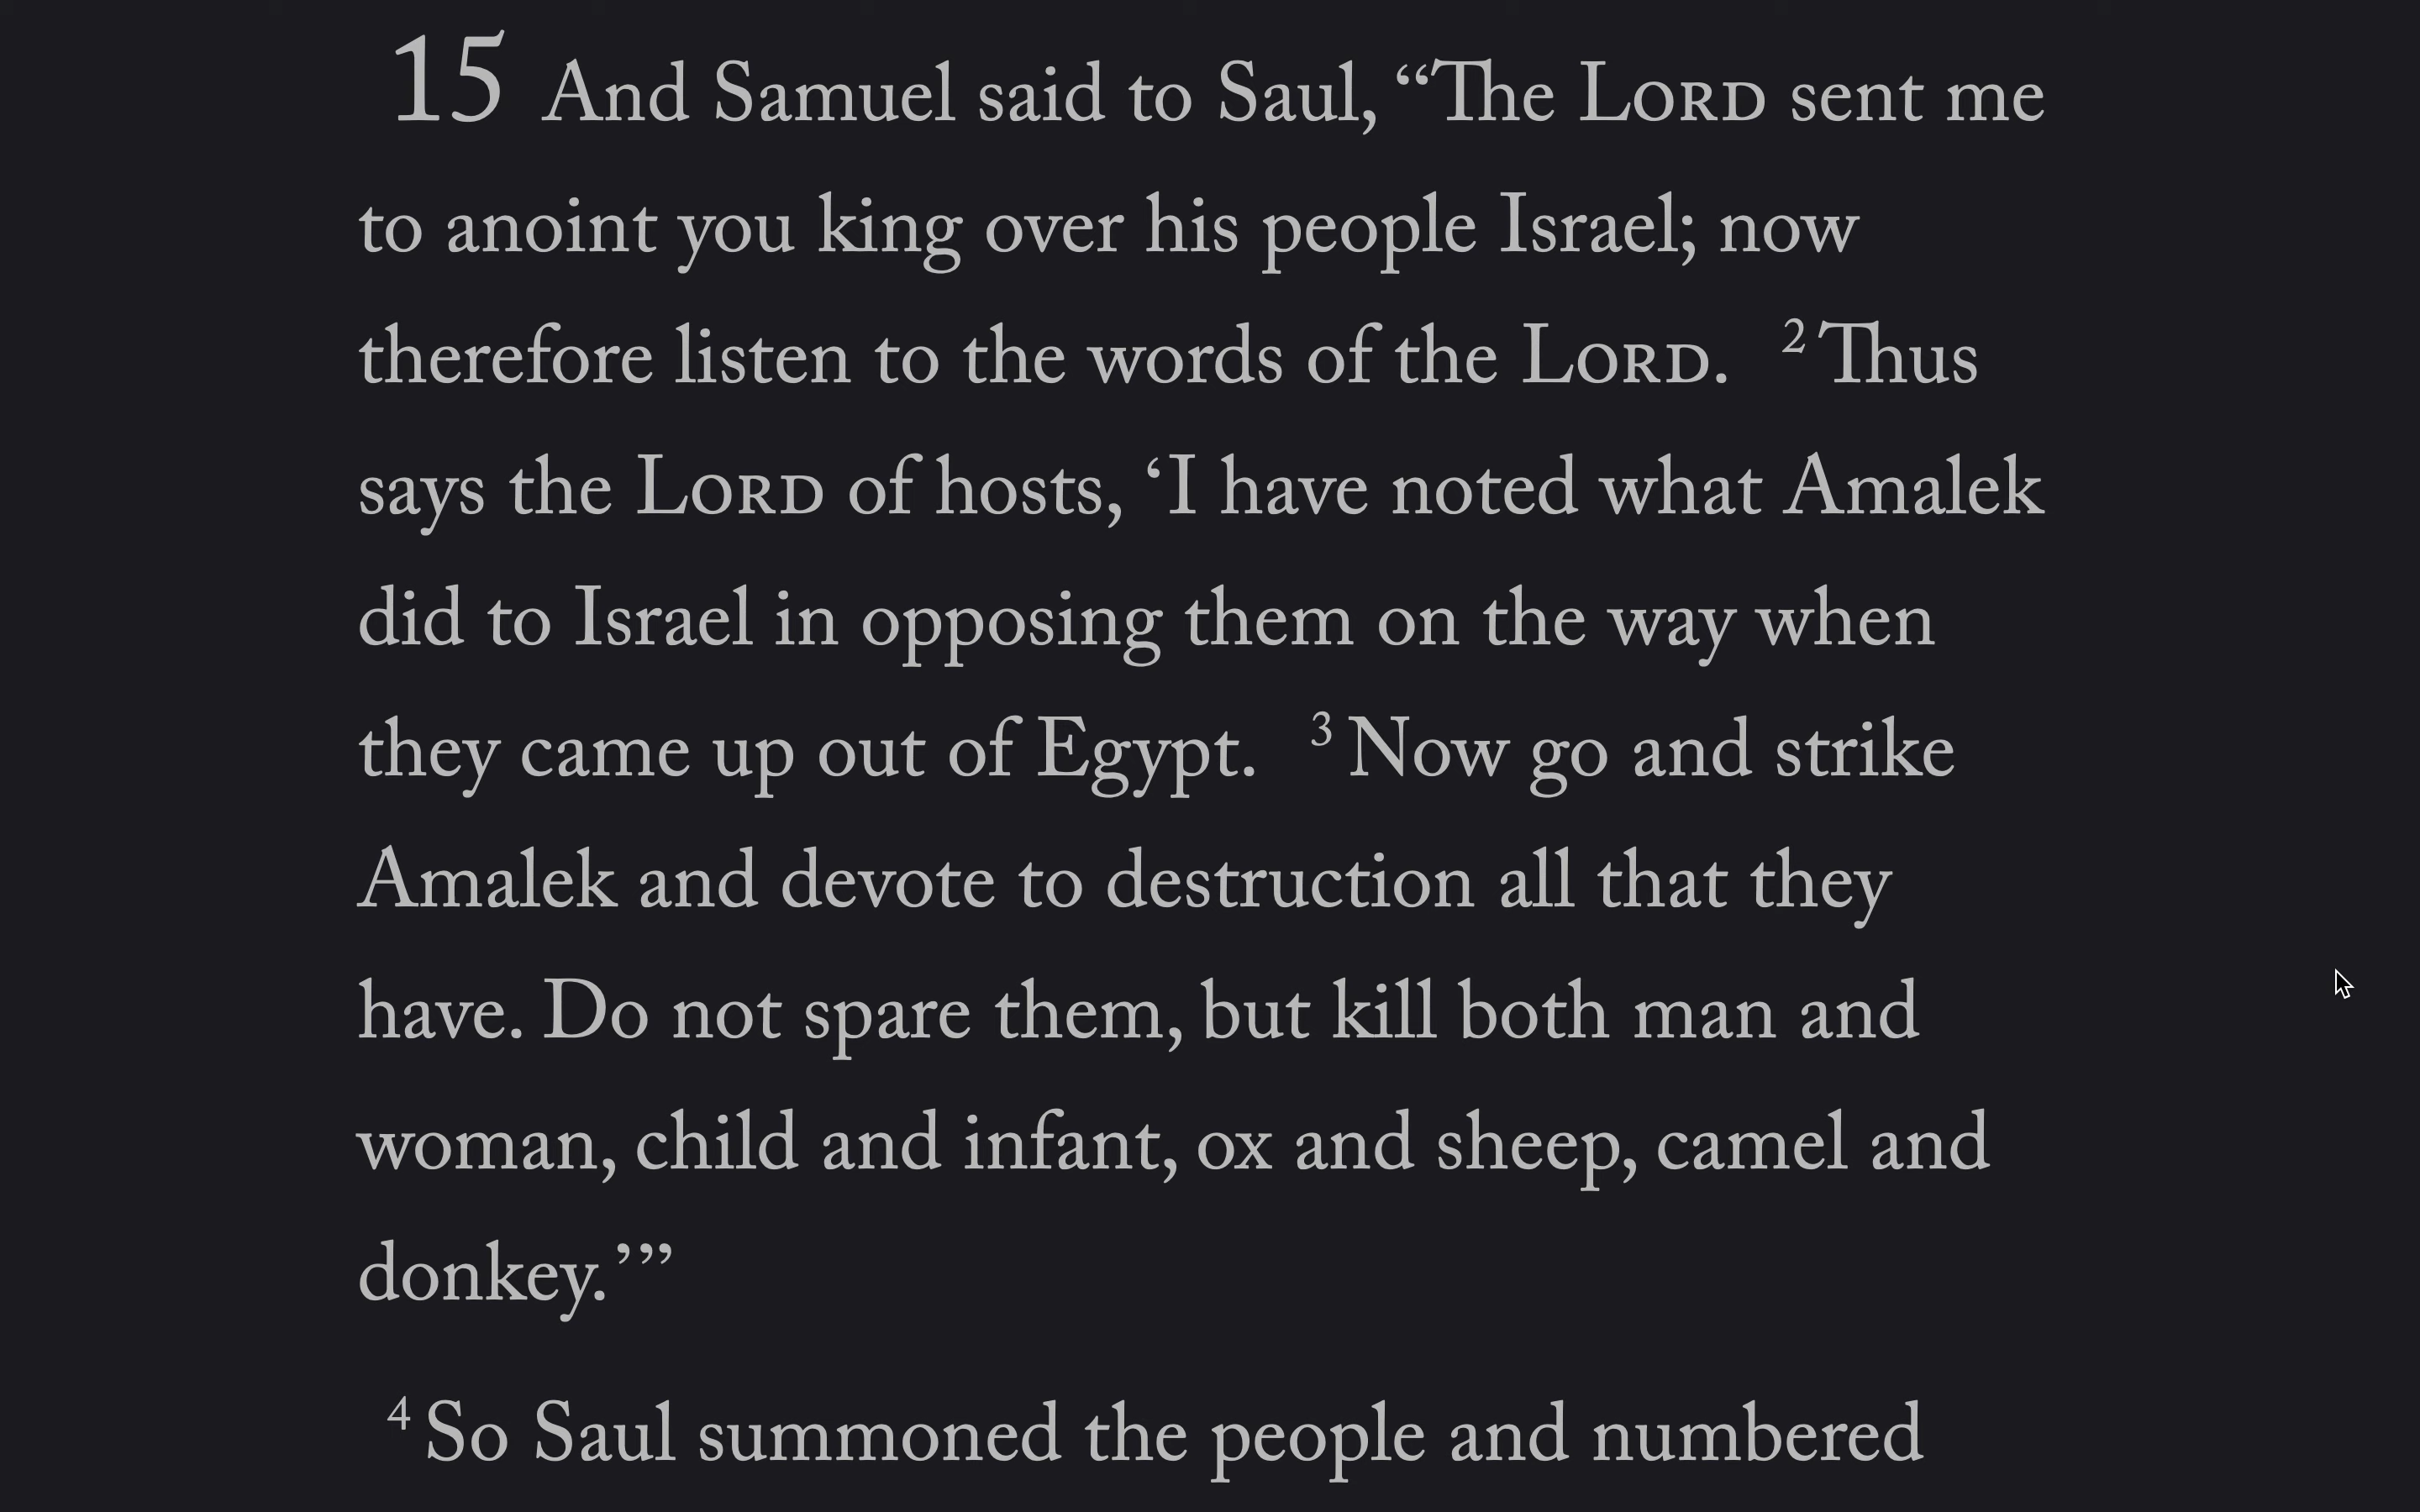 15 And Samuel said to Saul, “The LORD sent me
to anoint you king over his people Israel; now
therefore listen to the words of the LORD. 2 Thus
says the LORD of hosts, ‘I have noted what Amalek
did to Israel in opposing them on the way when
they came up out of Egypt. 3 Now go and strike
Amalek and devote to destruction all that they
have. Do not spare them, but kill both man and
woman, child and infant, ox and sheep, camel and
donkey.’”’
4 So Saul summoned the people and numbered